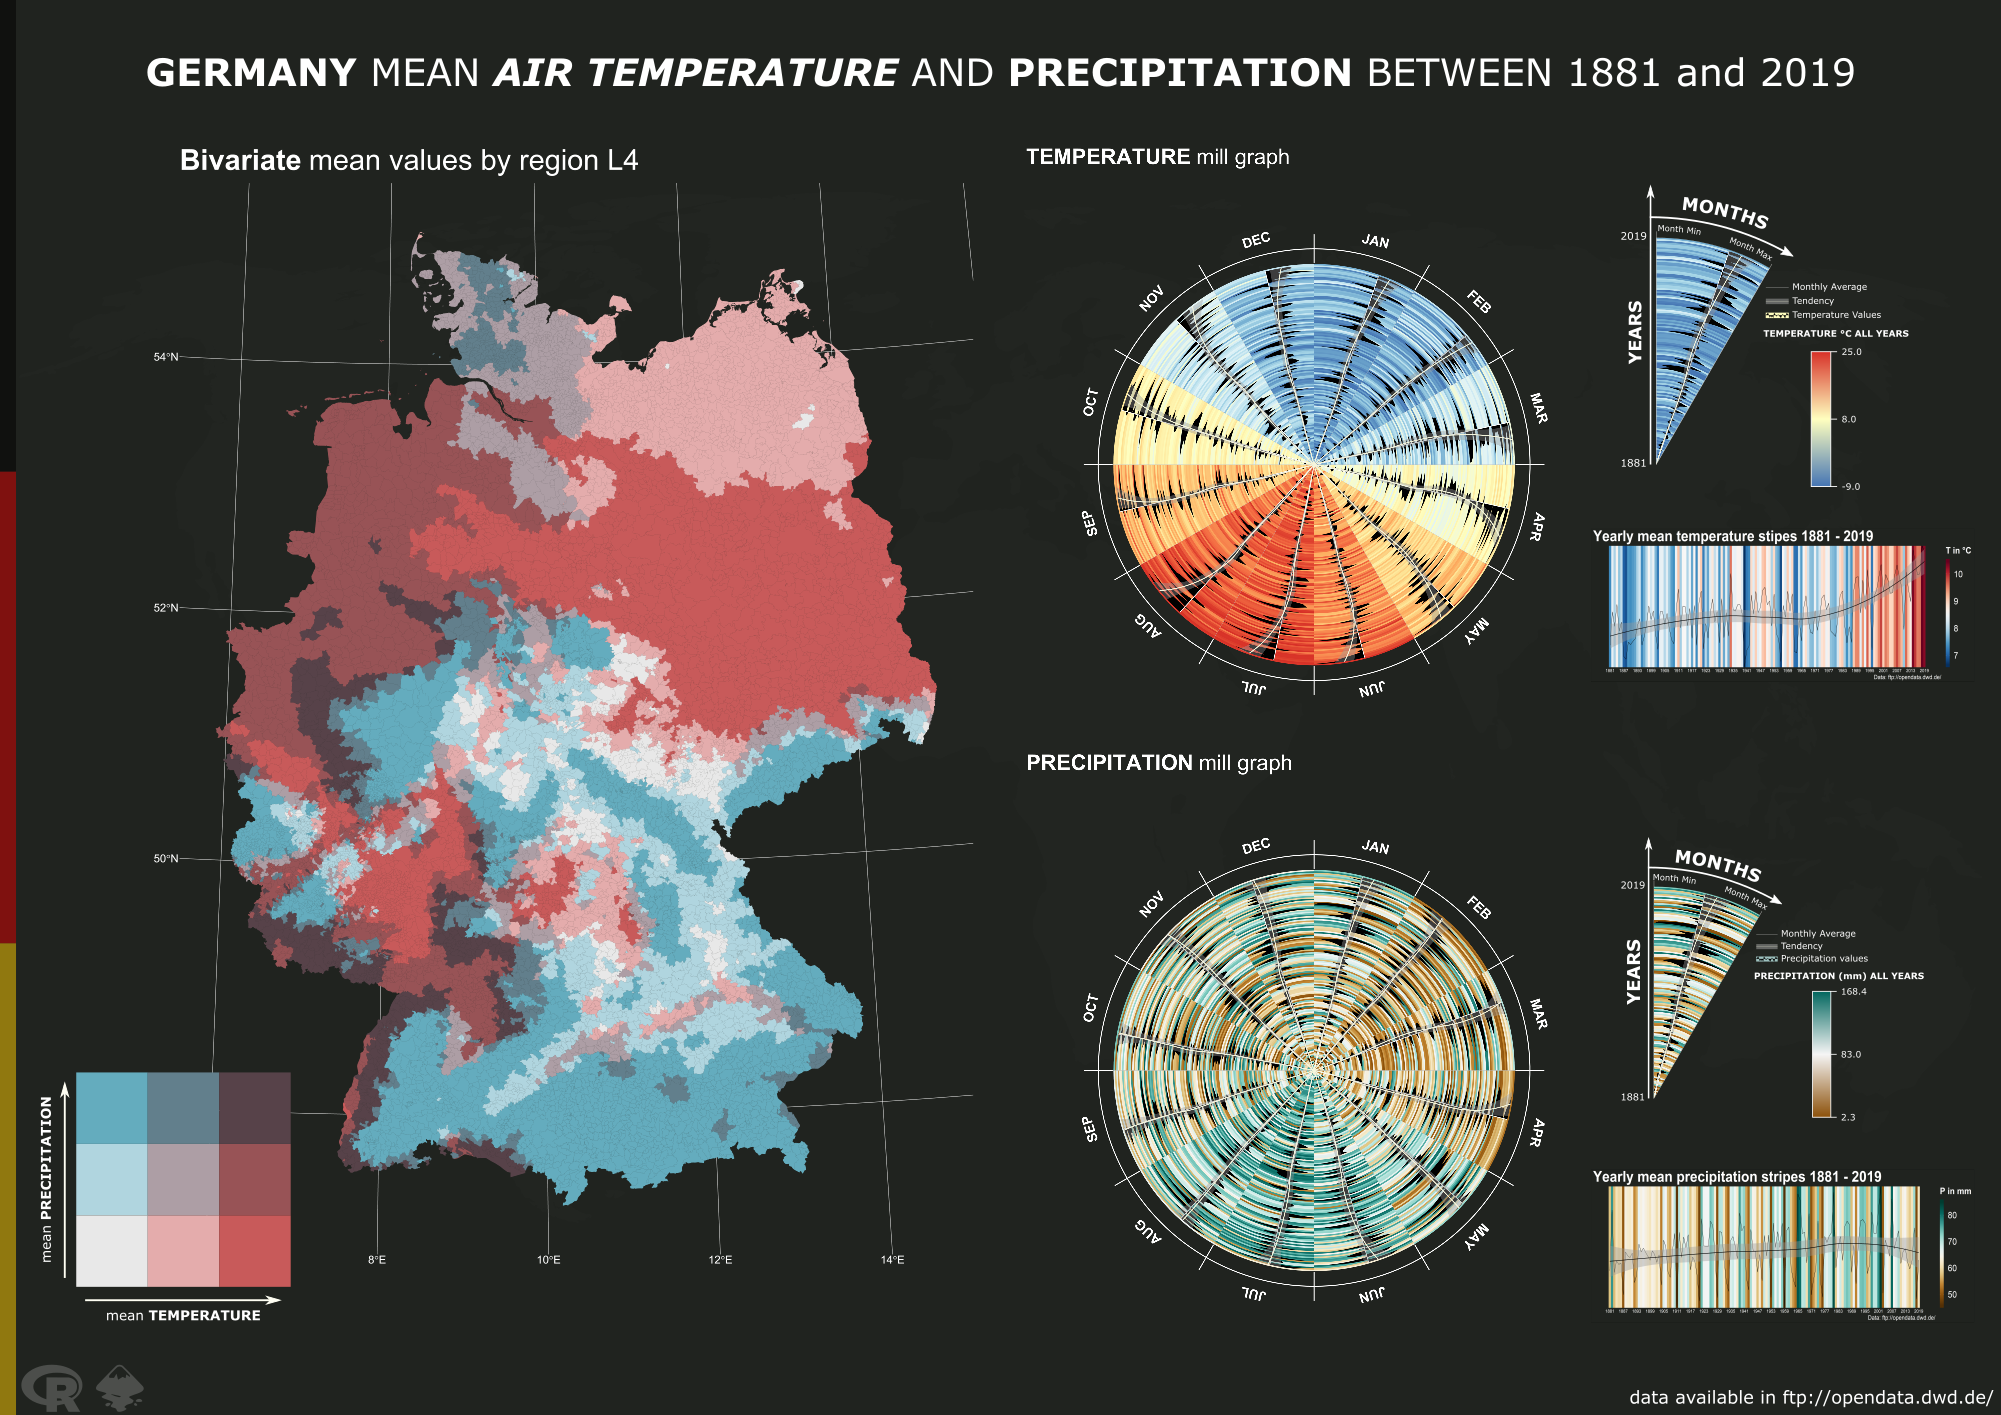 GERMANY MEAN AIR TEMPERATURE AND PRECIPITATION BETWEEN 1881 and 2019
Bivariate mean values by region L4
54°N
52°N
50°N
8°E
10°E
12°E
14°E
mean PRECIPITATION
mean TEMPERATURE
TEMPERATURE mill graph
DEC
JAN
NOV
FEB
OCT
MAR
SEP
APR
AUG
MAY
JUL
JUN
MONTHS
Month Min
Month Max
2019
YEARS
1881
Monthly Average
Tendency
Temperature Values
TEMPERATURE °C ALL YEARS
25.0
8.0
-9.0
Yearly mean temperature stipes 1881 - 2019
T in °C
10
9
8
7
Data: ftp://opendata.dwd.de/
PRECIPITATION mill graph
DEC
JAN
NOV
FEB
OCT
MAR
SEP
APR
AUG
MAY
JUL
JUN
MONTHS
Month Min
Month Max
2019
YEARS
1881
Monthly Average
Tendency
Precipitation values
PRECIPITATION (mm) ALL YEARS
168.4
83.0
2.3
Yearly mean precipitation stripes 1881 - 2019
P in mm
80
70
60
50
Data: ftp://opendata.dwd.de/
R
data available in ftp://opendata.dwd.de/